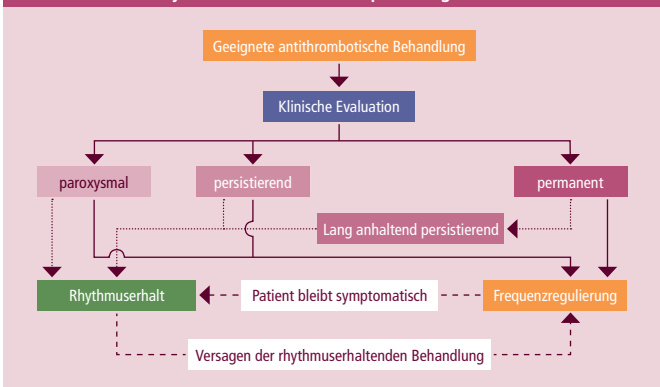 Geeignete antithrombotische Behandlung
Klinische Evaluation
paroxysmal
persistierend
permanent
Lang anhaltend persistierend
Rhythmuserhalt
Patient bleibt symptomatisch
Frequenzregulierung
Versagen der rhythmuserhaltenden Behandlung